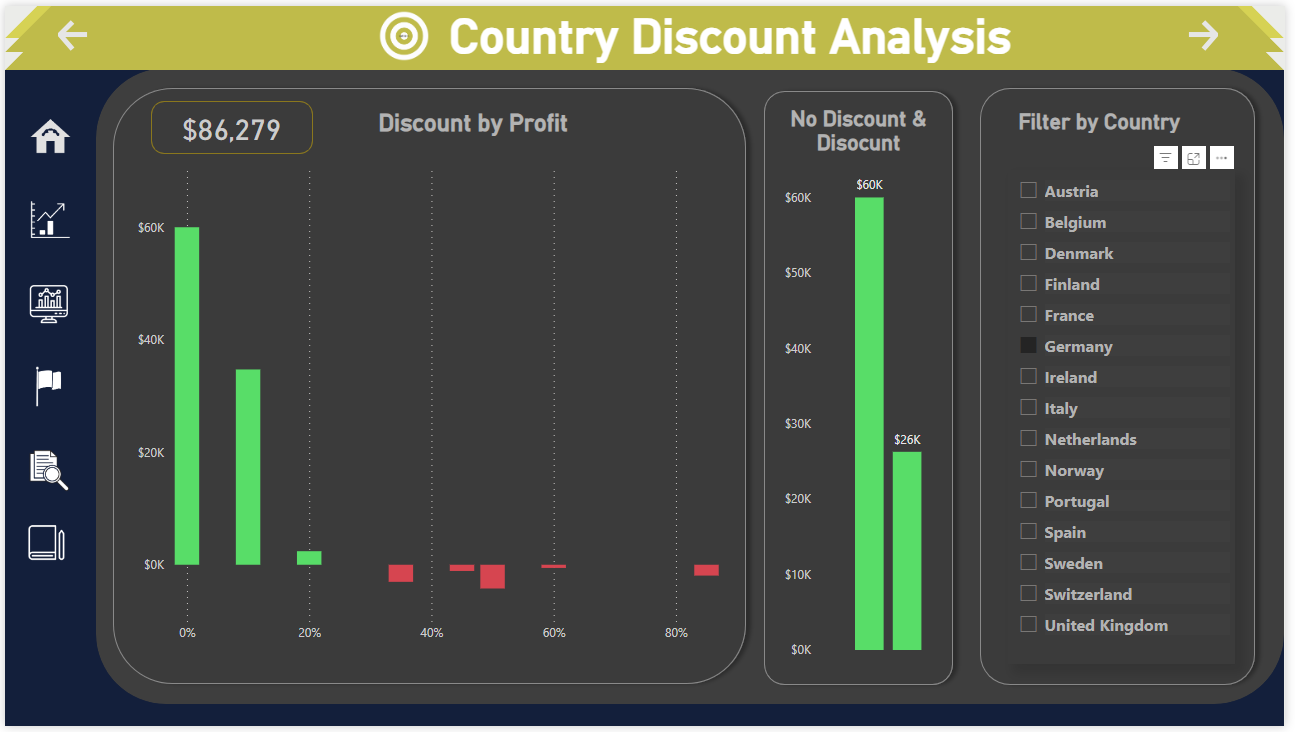 Country Discount Analysis
$86,279
Discount by Profit
$60K
$40K
$20K
$0K
0%
20%
40%
60%
80%
No Discount &
Disocunt
$60K
$26K
$60K
$50K
$40K
$30K
$20K
$10K
$0K
Filter by Country
Austria
Belgium
Denmark
Finland
France
Germany
Ireland
Italy
Netherlands
Norway
Portugal
Spain
Sweden
Switzerland
United Kingdom